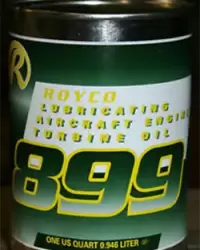 R
ROYCO
LUBRICATING
AIRCRAFT ENGINE
TURBINE OIL
899
ONE US QUART 0.946 LITER